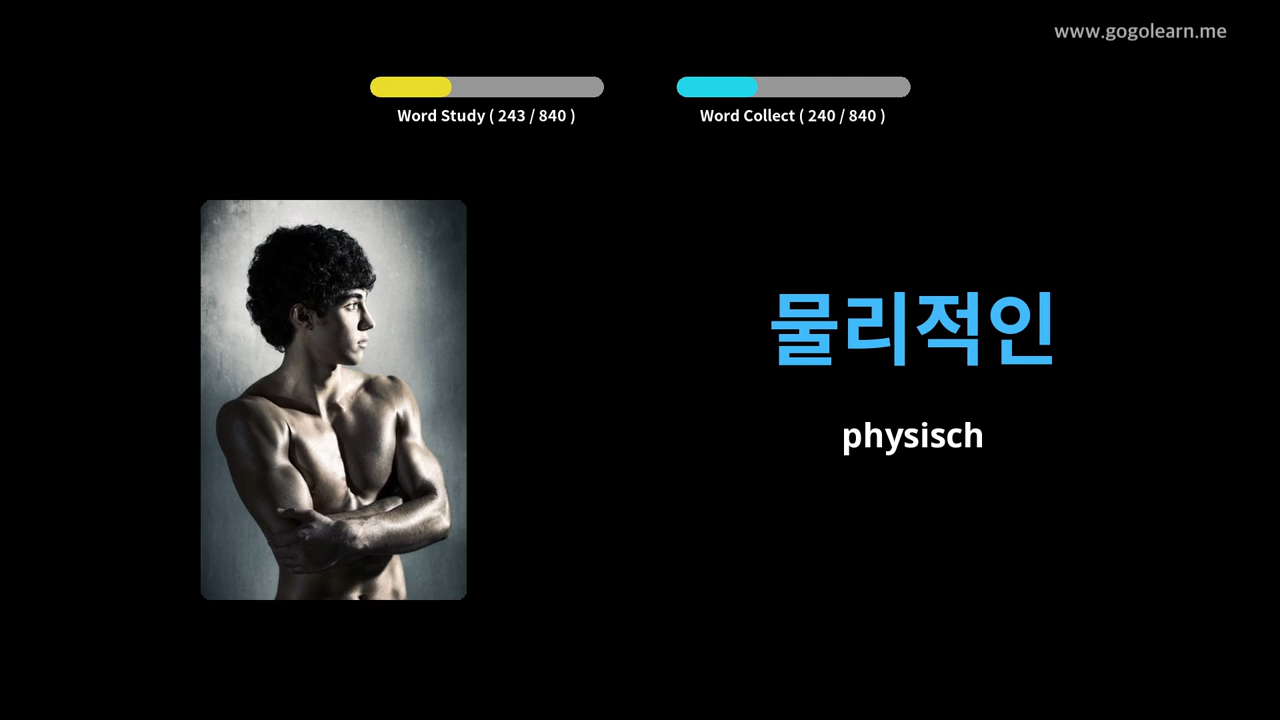 www.gogolearn.me
Word Study ( 243 / 840 )
Word Collect ( 240 / 840 )
물리적인
physisch